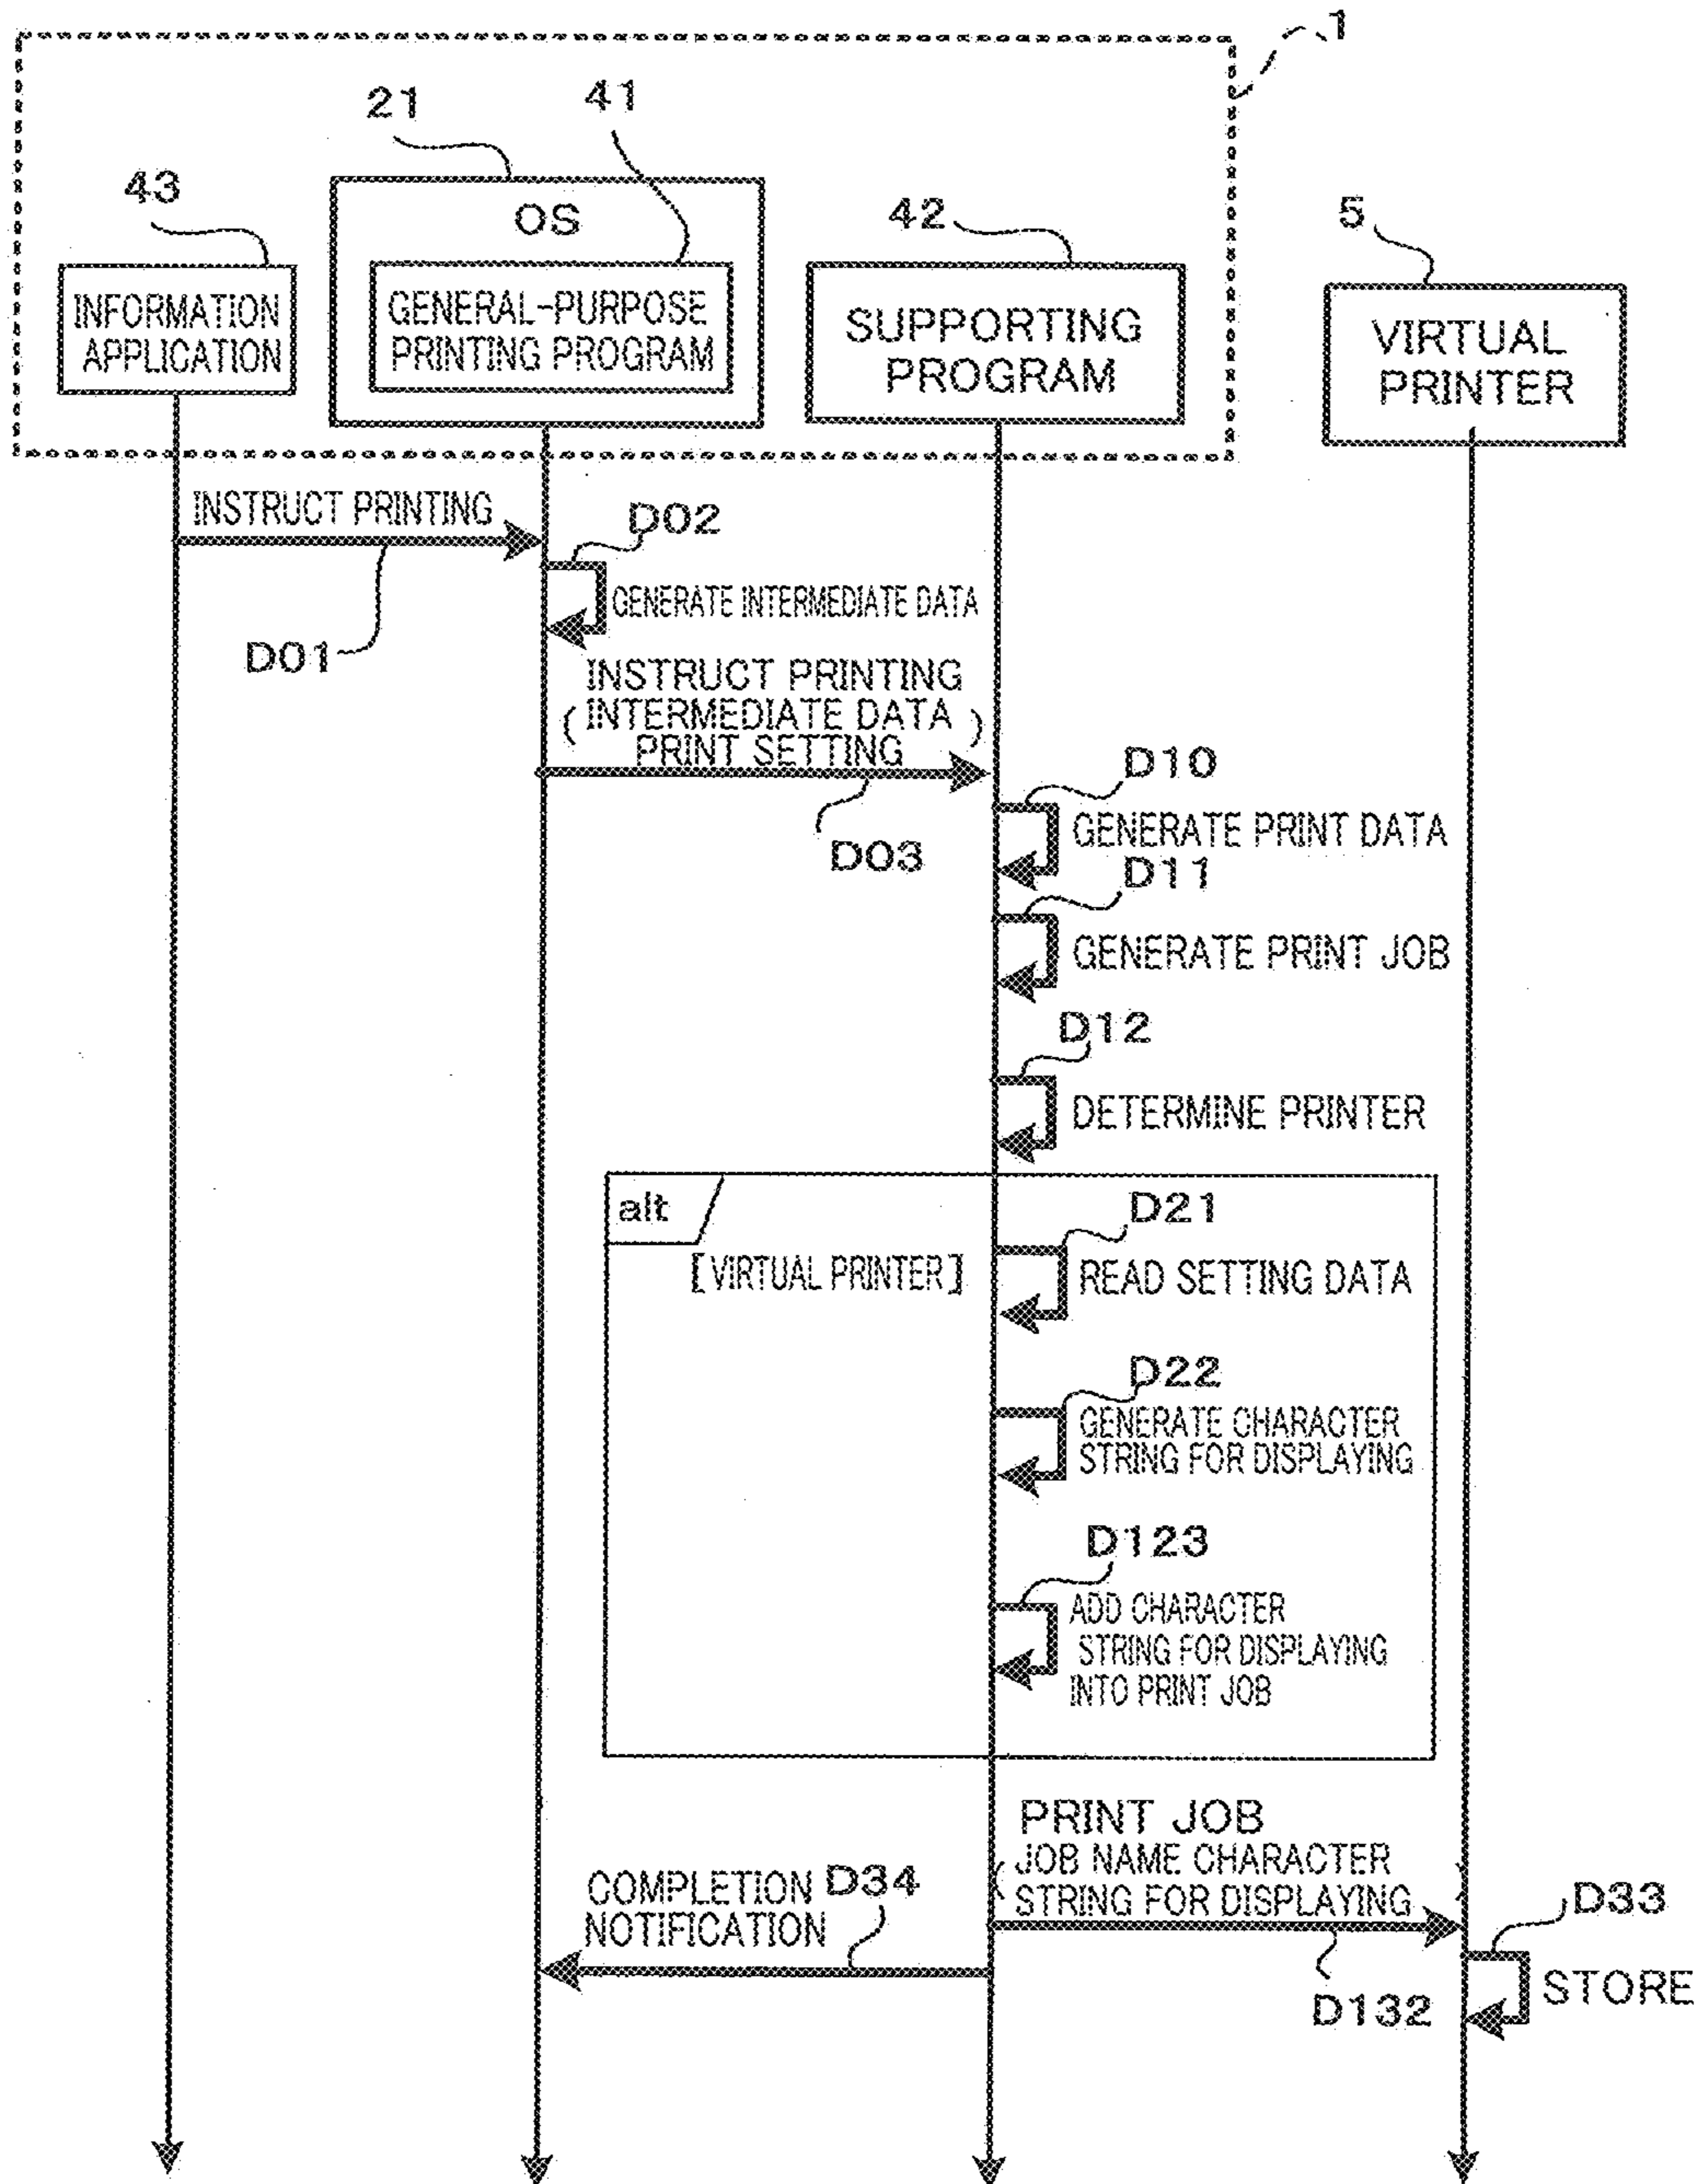 1
21
41
43
OS
42
5
INFORMATION
APPLICATION
GENERAL-PURPOSE
PRINTING PROGRAM
SUPPORTING
PROGRAM
VIRTUAL
PRINTER
INSTRUCT PRINTING
D02
GENERATE INTERMEDIATE DATA
D01
INSTRUCT PRINTING
( INTERMEDIATE DATA )
PRINT SETTING
D03
D10
GENERATE PRINT DATA
D11
GENERATE PRINT JOB
D12
DETERMINE PRINTER
alt
[VIRTUAL PRINTER]
D21
READ SETTING DATA
D22
GENERATE CHARACTER
STRING FOR DISPLAYING
D123
ADD CHARACTER
STRING FOR DISPLAYING
INTO PRINT JOB
PRINT JOB
( JOB NAME CHARACTER )
STRING FOR DISPLAYING
COMPLETION
NOTIFICATION
D34
D33
STORE
D132